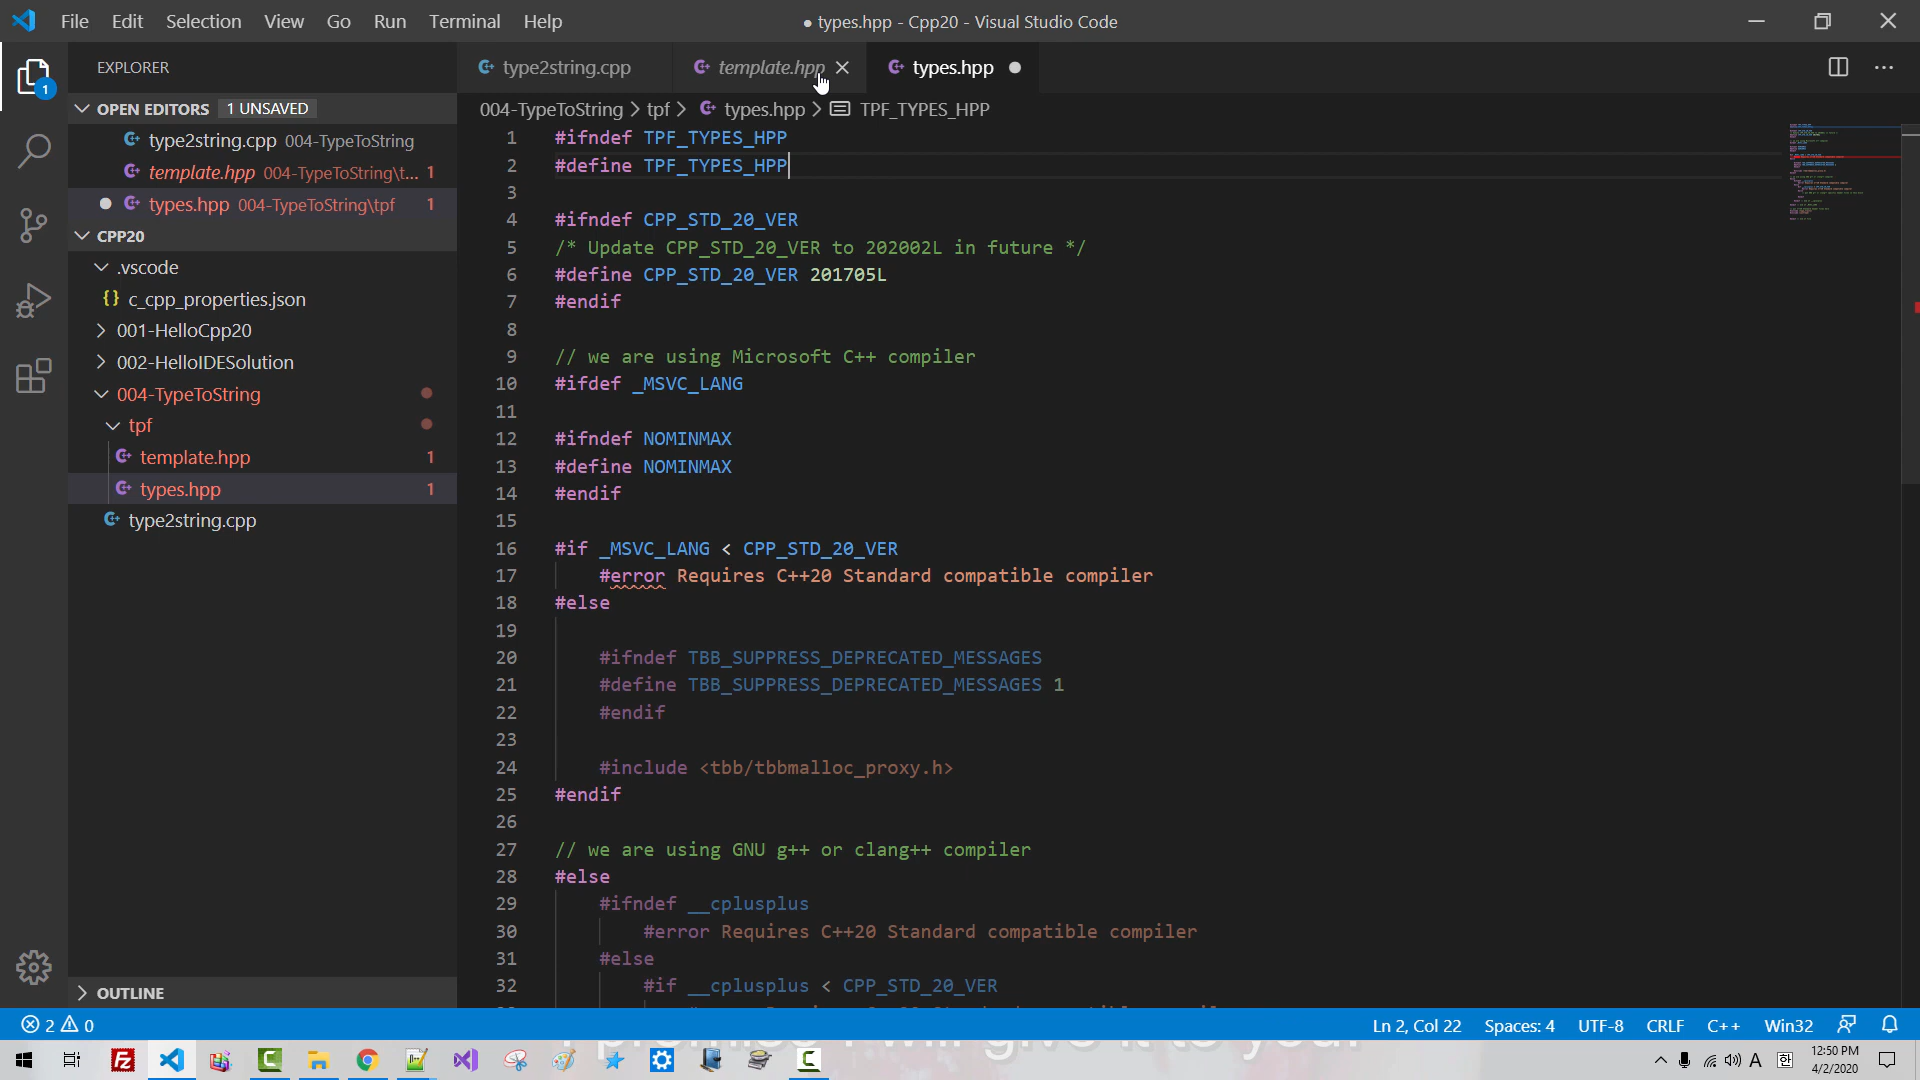 File Edit Selection View Go Run Terminal Help
● types.hpp - Cpp20 - Visual Studio Code
EXPLORER
type2string.cpp
template.hpp
types.hpp
OPEN EDITORS 1 UNSAVED
type2string.cpp 004-TypeToString
template.hpp 004-TypeToString\t... 1
types.hpp 004-TypeToString\tpf 1
CPP20
.vscode
{} c_cpp_properties.json
001-HelloCpp20
002-HelloIDESolution
004-TypeToString
tpf
template.hpp 1
types.hpp 1
type2string.cpp
OUTLINE
1
004-TypeToString > tpf > types.hpp > TPF_TYPES_HPP
1 #ifndef TPF_TYPES_HPP
2 #define TPF_TYPES_HPP
3
4 #ifndef CPP_STD_20_VER
5 /* Update CPP_STD_20_VER to 202002L in future */
6 #define CPP_STD_20_VER 201705L
7 #endif
8
9 // we are using Microsoft C++ compiler
10 #ifdef _MSVC_LANG
11
12 #ifndef NOMINMAX
13 #define NOMINMAX
14 #endif
15
16 #if _MSVC_LANG < CPP_STD_20_VER
17 #error Requires C++20 Standard compatible compiler
18 #else
19
20 #ifndef TBB_SUPPRESS_DEPRECATED_MESSAGES
21 #define TBB_SUPPRESS_DEPRECATED_MESSAGES 1
22 #endif
23
24 #include <tbb/tbbmalloc_proxy.h>
25 #endif
26
27 // we are using GNU g++ or clang++ compiler
28 #else
29 #ifndef __cplusplus
30 #error Requires C++20 Standard compatible compiler
31 #else
32 #if __cplusplus < CPP_STD_20_VER
2 0
Ln 2, Col 22 Spaces: 4 UTF-8 CRLF C++ Win32
A 한 12:50 PM
4/2/2020